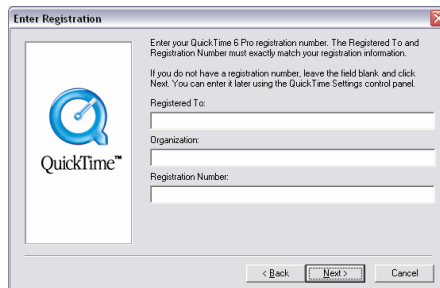 Enter Registration
Enter your QuickTime 6 Pro registration number. The Registered To and
Registration Number must exactly match your registration information.
If you do not have a registration number, leave the field blank and click
Next. You can enter it later using the QuickTime Settings control panel.
Registered To:
Organization:
Registration Number:
QuickTime™
< Back
Next >
Cancel